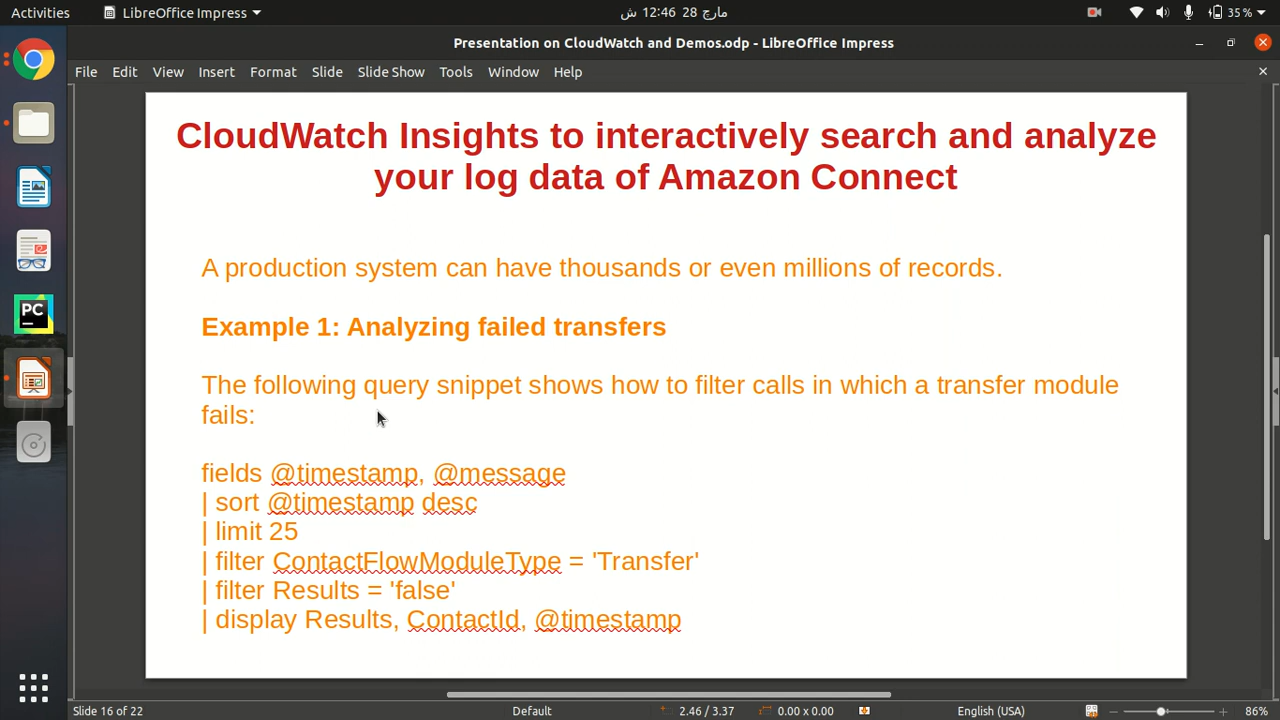 Activities
LibreOffice Impress
مارچ 28 12:46 ش
35 %
Presentation on CloudWatch and Demos.odp - LibreOffice Impress
File Edit View Insert Format Slide Slide Show Tools Window Help
CloudWatch Insights to interactively search and analyze
your log data of Amazon Connect
A production system can have thousands or even millions of records.
Example 1: Analyzing failed transfers
The following query snippet shows how to filter calls in which a transfer module
fails:
fields @timestamp, @message
| sort @timestamp desc
| limit 25
| filter ContactFlowModuleType = 'Transfer'
| filter Results = 'false'
| display Results, ContactId, @timestamp
PC
Slide 16 of 22
Default
2.46 / 3.37
0.00 x 0.00
English (USA)
86%